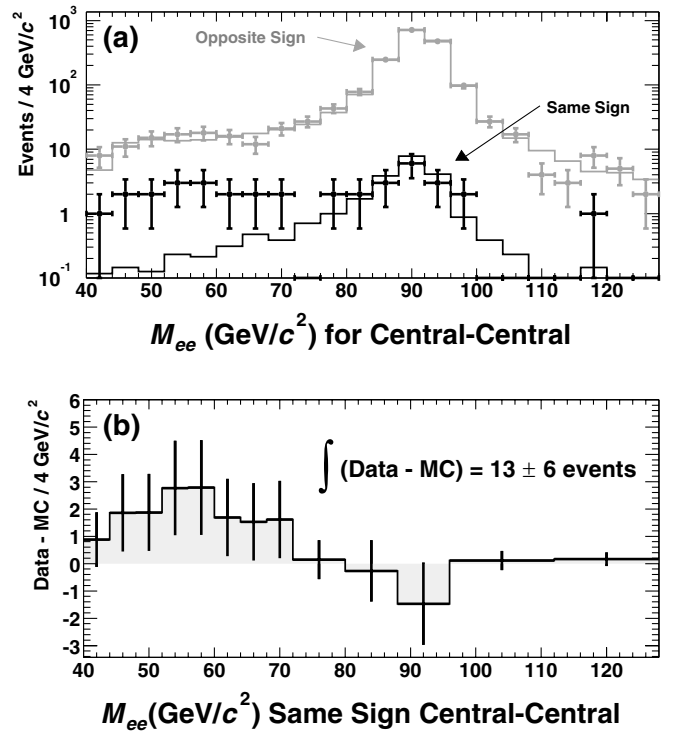 (a)
Opposite Sign
Same Sign
Events / 4 GeV/c²
10³
10²
10
1
10⁻¹
40 50 60 70 80 90 100 110 120
Mₑₑ (GeV/c²) for Central-Central
(b)
∫ (Data - MC) = 13 ± 6 events
Data - MC / 4 GeV/c²
6
5
4
3
2
1
0
-1
-2
-3
40 50 60 70 80 90 100 110 120
Mₑₑ(GeV/c²) Same Sign Central-Central